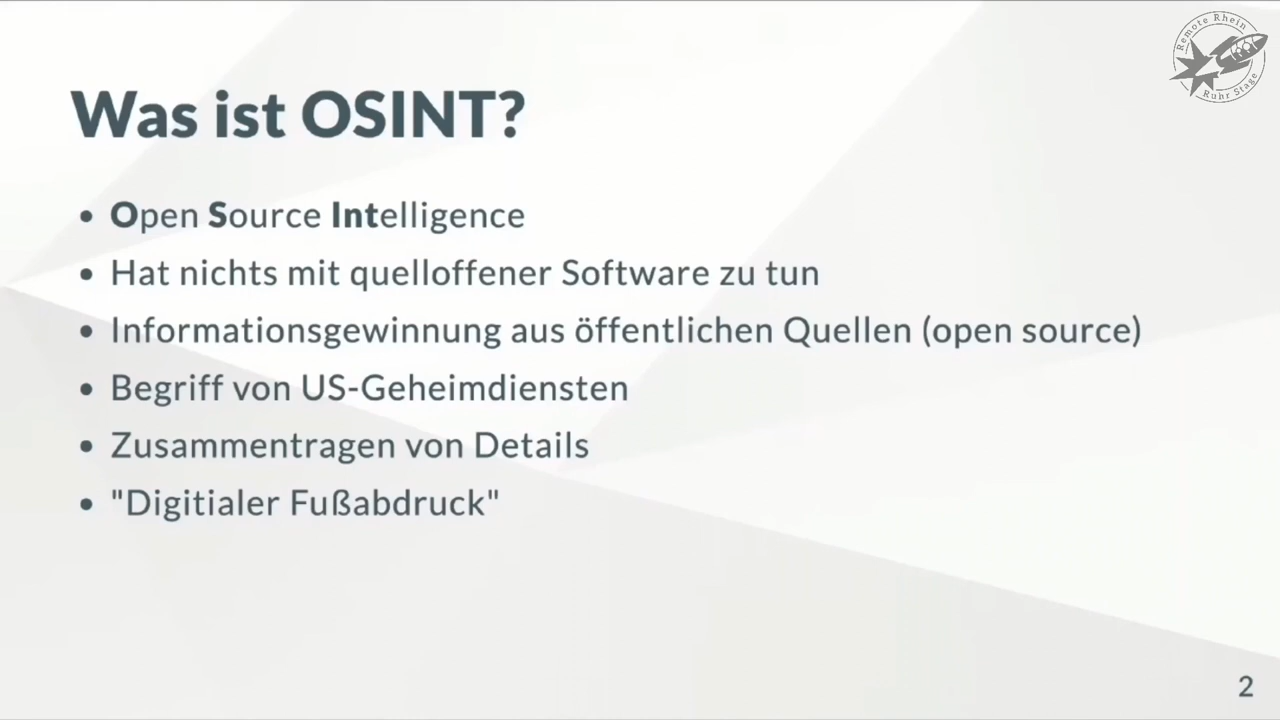 Remote Rhein
Ruhr Stage
Was ist OSINT?
• Open Source Intelligence
• Hat nichts mit quelloffener Software zu tun
• Informationsgewinnung aus öffentlichen Quellen (open source)
• Begriff von US-Geheimdiensten
• Zusammentragen von Details
• "Digitialer Fußabdruck"
2